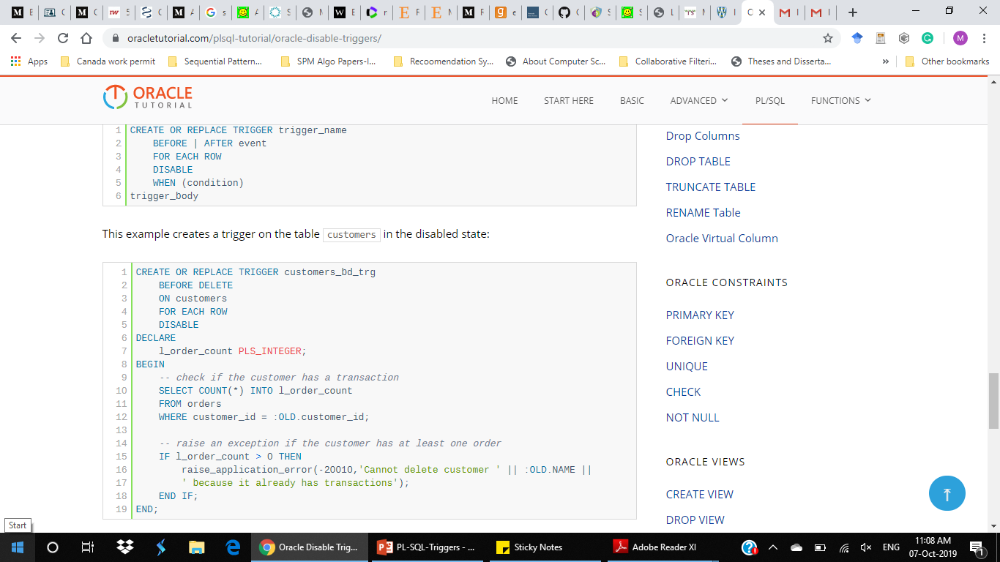 oracletutorial.com/plsql-tutorial/oracle-disable-triggers/
Apps
Canada work permit
Sequential Pattern...
SPM Algo Papers-I...
Recoomendation Sy...
About Computer Sc...
Collaborative Filteri...
Theses and Disserta...
»
Other bookmarks
ORACLE
TUTORIAL
HOME
START HERE
BASIC
ADVANCED
PL/SQL
FUNCTIONS
1 CREATE OR REPLACE TRIGGER trigger_name
2 BEFORE | AFTER event
3 FOR EACH ROW
4 DISABLE
5 WHEN (condition)
6 trigger_body
This example creates a trigger on the table customers in the disabled state:
1 CREATE OR REPLACE TRIGGER customers_bd_trg
2 BEFORE DELETE
3 ON customers
4 FOR EACH ROW
5 DISABLE
6 DECLARE
7 l_order_count PLS_INTEGER;
8 BEGIN
9 -- check if the customer has a transaction
10 SELECT COUNT(*) INTO l_order_count
11 FROM orders
12 WHERE customer_id = :OLD.customer_id;
13
14 -- raise an exception if the customer has at least one order
15 IF l_order_count > 0 THEN
16 raise_application_error(-20010,'Cannot delete customer ' || :OLD.NAME ||
17 ' because it already has transactions');
18 END IF;
19 END;
Drop Columns
DROP TABLE
TRUNCATE TABLE
RENAME Table
Oracle Virtual Column
ORACLE CONSTRAINTS
PRIMARY KEY
FOREIGN KEY
UNIQUE
CHECK
NOT NULL
ORACLE VIEWS
CREATE VIEW
DROP VIEW
Start
Oracle Disable Trig...
PL-SQL-Triggers - ...
Sticky Notes
Adobe Reader XI
ENG
11:08 AM
07-Oct-2019
1